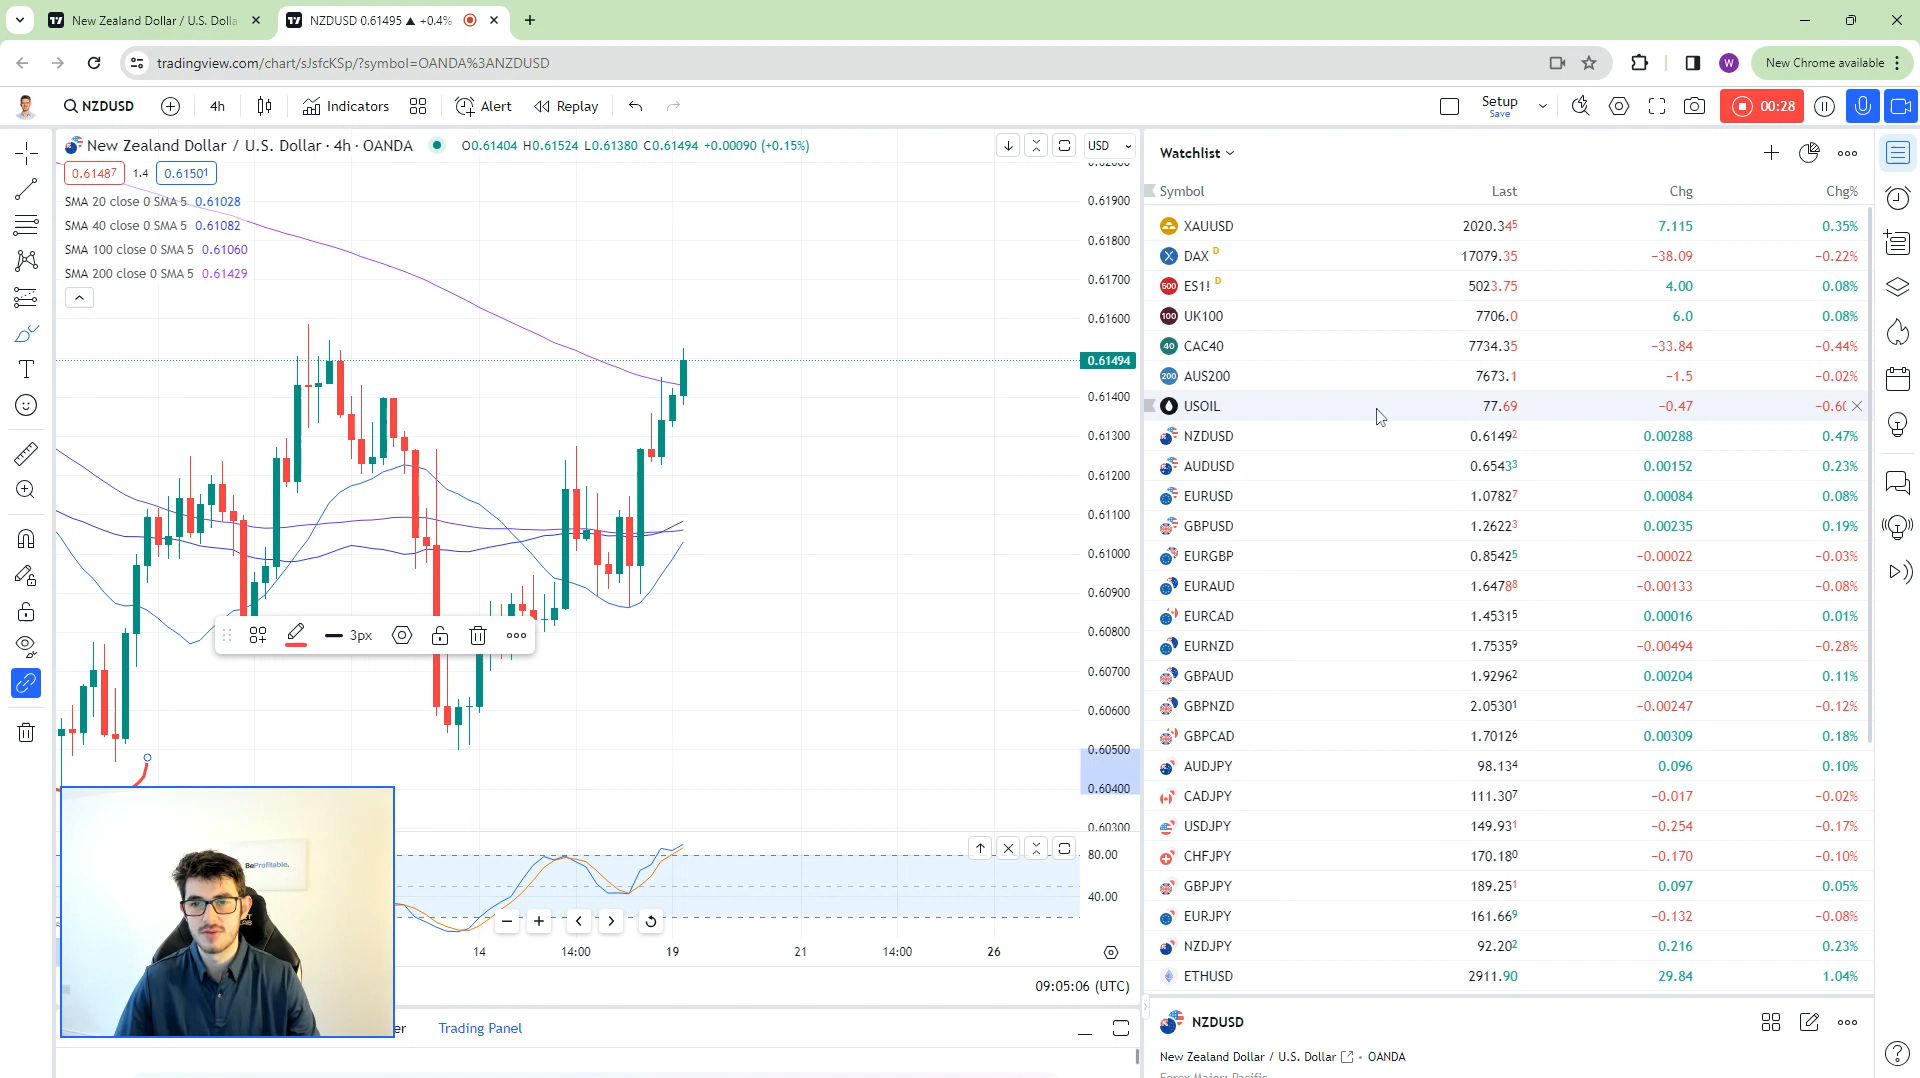 New Zealand Dollar / U.S. Dolla
NZDUSD 0.61495 ▲ +0.4%
tradingview.com/chart/sJsfcKSp/?symbol=OANDA%3ANZDUSD
W
New Chrome available
NZDUSD
4h
Indicators
Alert
Replay
Setup
Save
00:28
New Zealand Dollar / U.S. Dollar · 4h · OANDA
O0.61404 H0.61524 L0.61380 C0.61494 +0.00090 (+0.15%)
USD
0.61487
1.4
0.61501
SMA 20 close 0 SMA 5 0.61028
SMA 40 close 0 SMA 5 0.61082
SMA 100 close 0 SMA 5 0.61060
SMA 200 close 0 SMA 5 0.61429
0.62000
0.61900
0.61800
0.61700
0.61600
0.61494
0.61400
0.61300
0.61200
0.61100
0.61000
0.60900
0.60800
0.60700
0.60600
0.60500
0.60400
0.60300
3px
80.00
40.00
14
14:00
19
21
14:00
26
09:05:06 (UTC)
BeProfitable.
er
Trading Panel
Watchlist
Symbol Last Chg Chg%
XAUUSD 2020.345 7.115 0.35%
DAX D 17079.35 −38.09 −0.22%
500 ES1! D 5023.75 4.00 0.08%
100 UK100 7706.0 6.0 0.08%
40 CAC40 7734.35 −33.84 −0.44%
200 AUS200 7673.1 −1.5 −0.02%
USOIL 77.69 −0.47 −0.6
NZDUSD 0.61492 0.00288 0.47%
AUDUSD 0.65433 0.00152 0.23%
EURUSD 1.07827 0.00084 0.08%
GBPUSD 1.26223 0.00235 0.19%
EURGBP 0.85425 −0.00022 −0.03%
EURAUD 1.64788 −0.00133 −0.08%
EURCAD 1.45315 0.00016 0.01%
EURNZD 1.75359 −0.00494 −0.28%
GBPAUD 1.92962 0.00204 0.11%
GBPNZD 2.05301 −0.00247 −0.12%
GBPCAD 1.70126 0.00309 0.18%
AUDJPY 98.134 0.096 0.10%
CADJPY 111.307 −0.017 −0.02%
USDJPY 149.931 −0.254 −0.17%
CHFJPY 170.180 −0.170 −0.10%
GBPJPY 189.251 0.097 0.05%
EURJPY 161.669 −0.132 −0.08%
NZDJPY 92.202 0.216 0.23%
ETHUSD 2911.90 29.84 1.04%
NZDUSD
New Zealand Dollar / U.S. Dollar · OANDA
Forex Major: Pacific